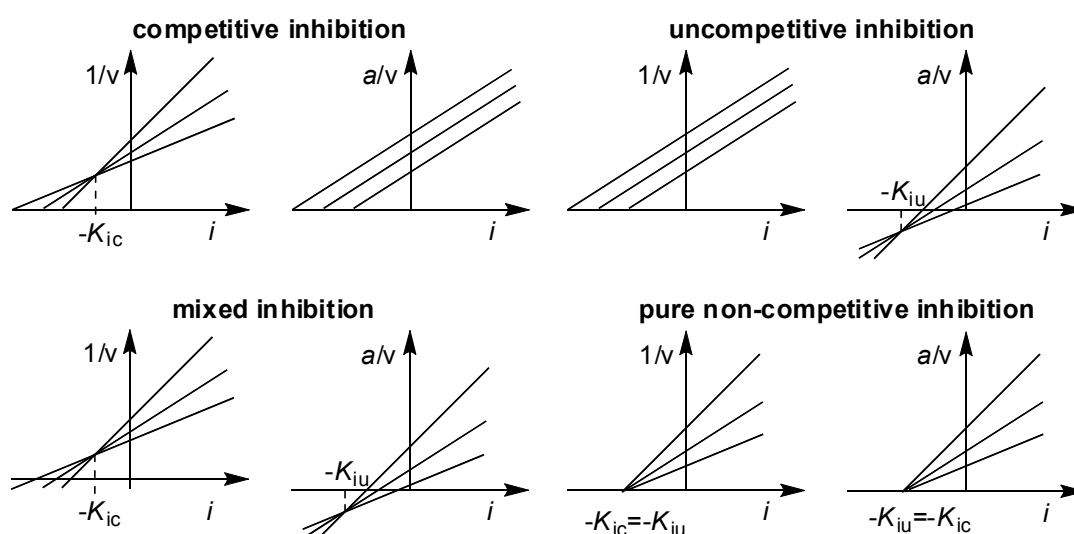 competitive inhibition
uncompetitive inhibition
1/v
a/v
1/v
a/v
-Kic
i
i
i
-Kiu
i
mixed inhibition
pure non-competitive inhibition
1/v
a/v
1/v
a/v
-Kic
i
-Kiu
i
-Kic=-Kiu
i
-Kiu=-Kic
i